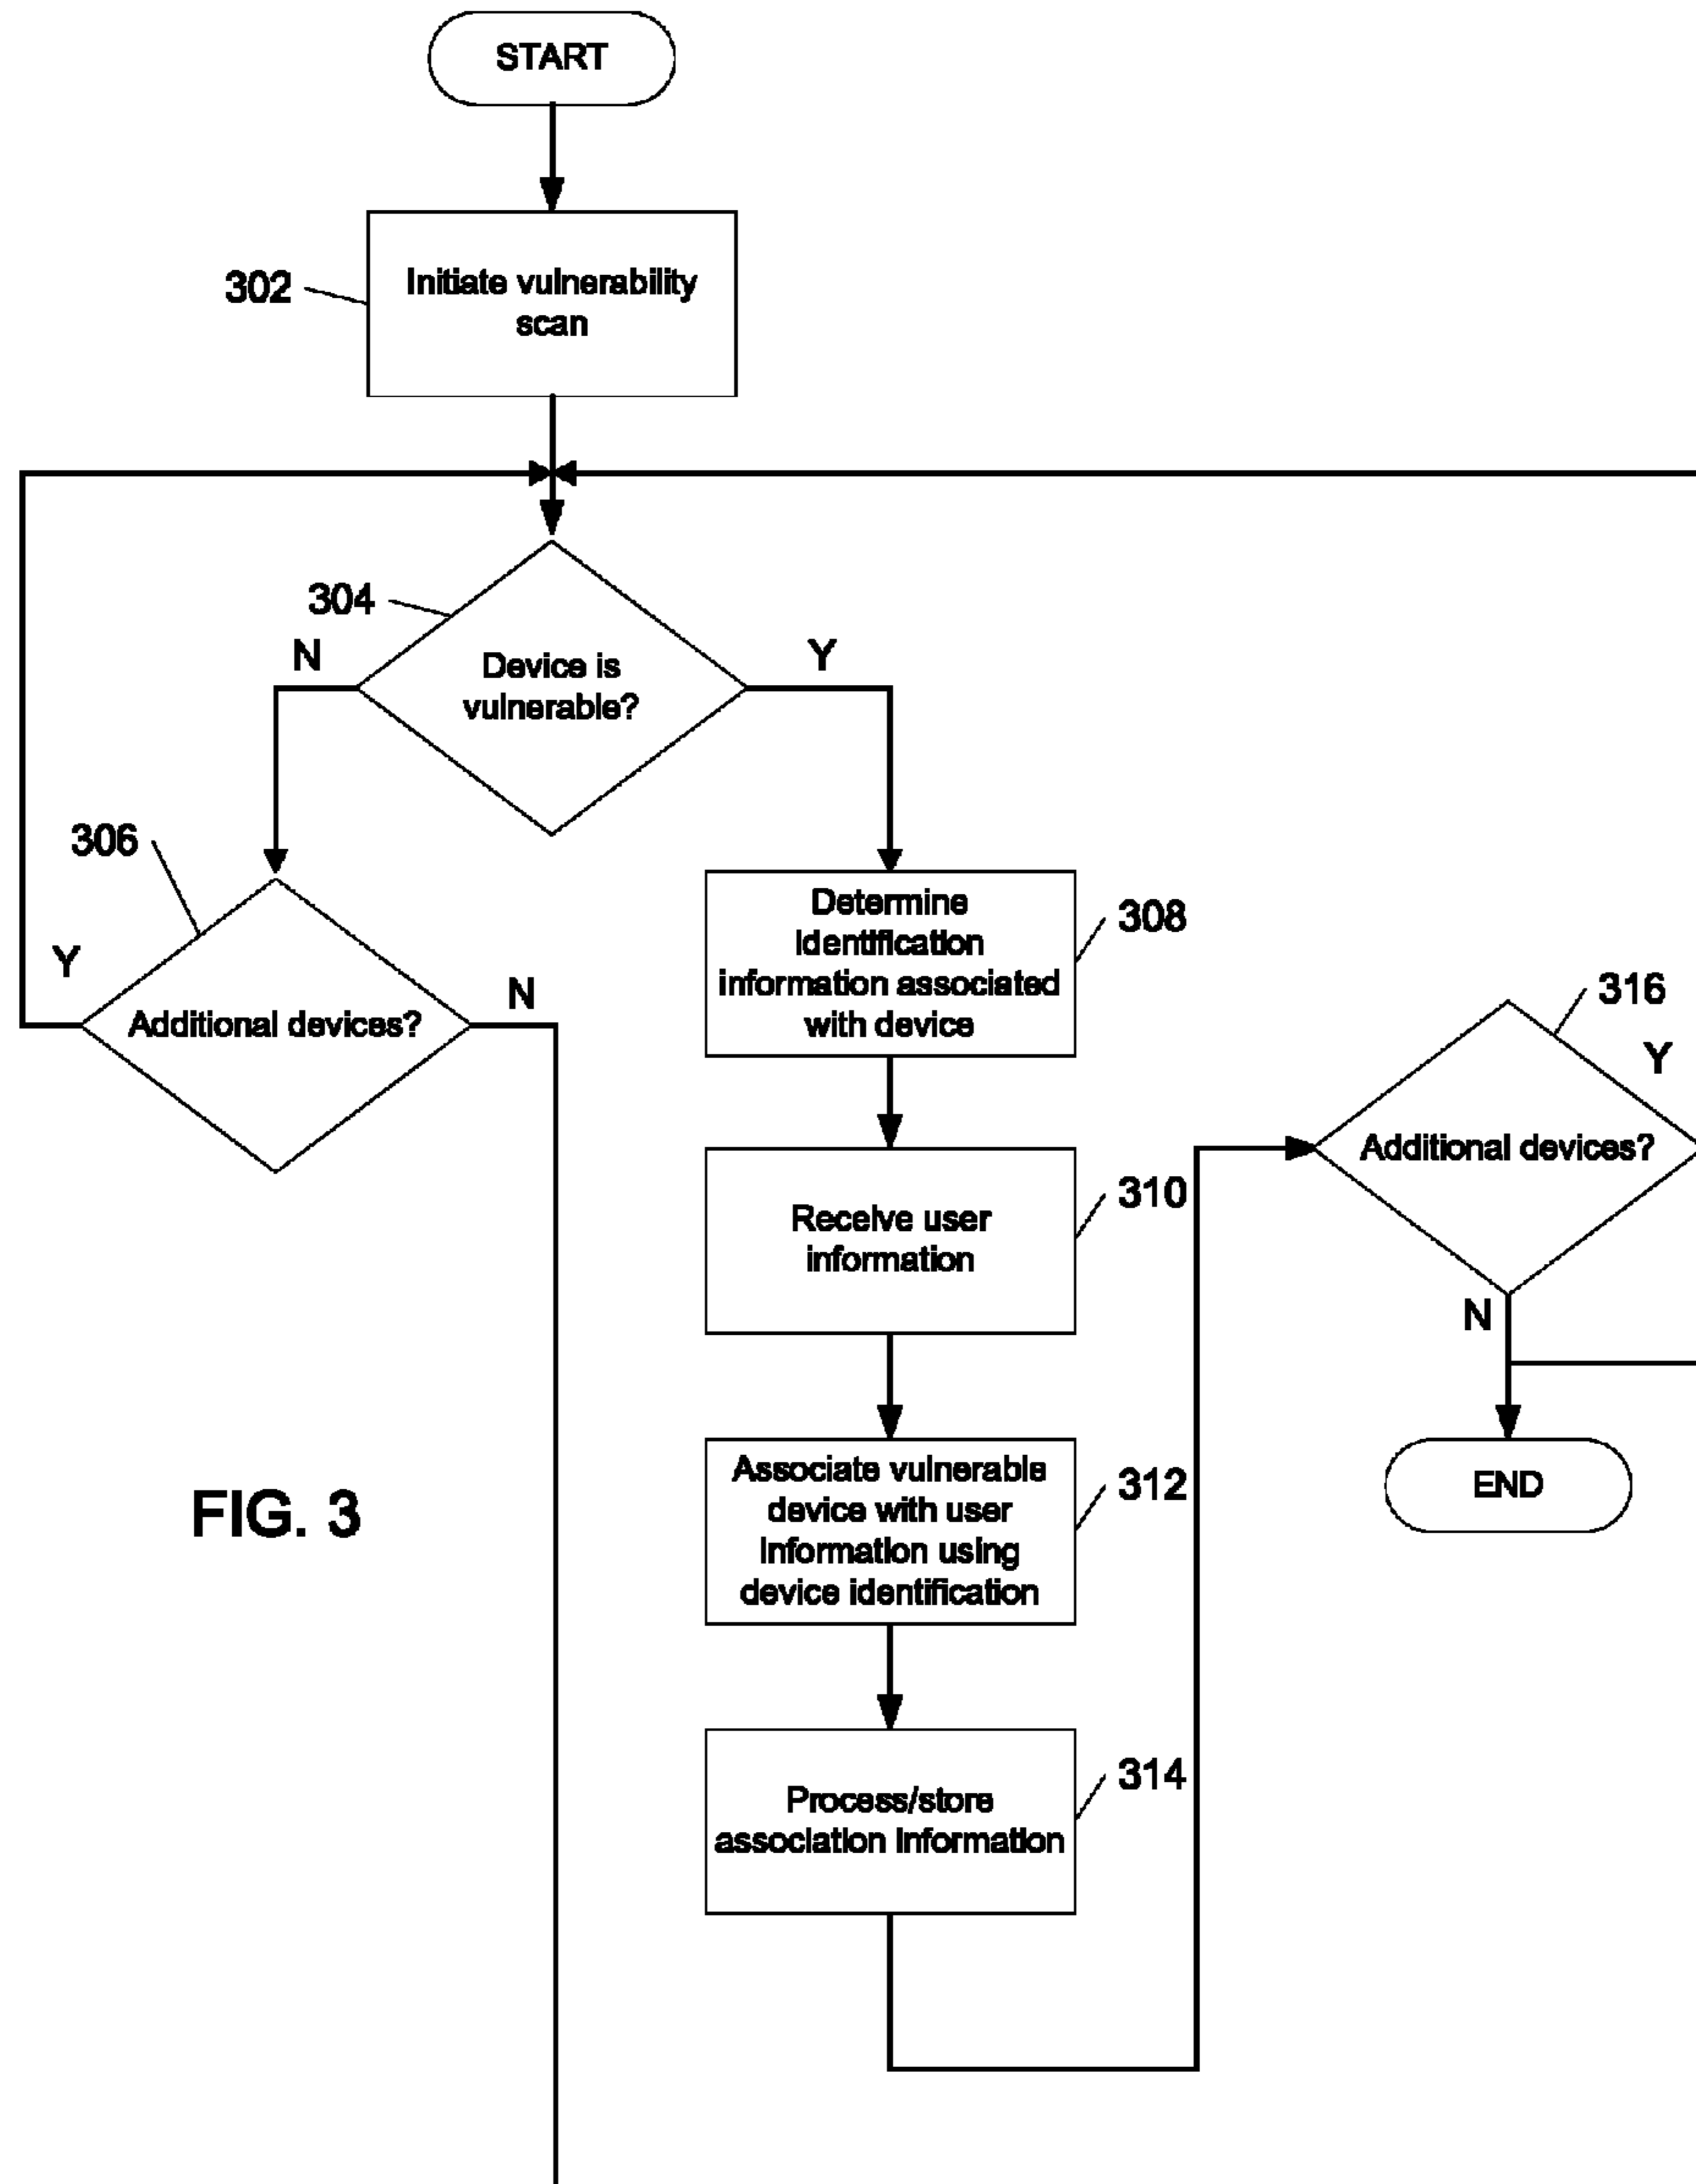 START
302
Initiate vulnerability
scan
304
N
Y
Device is
vulnerable?
306
Y
N
Additional devices?
Determine
identification
information associated
with device
308
316
Y
Additional devices?
N
Receive user
information
310
Associate vulnerable
device with user
information using
device identification
312
END
FIG. 3
Process/store
association information
314